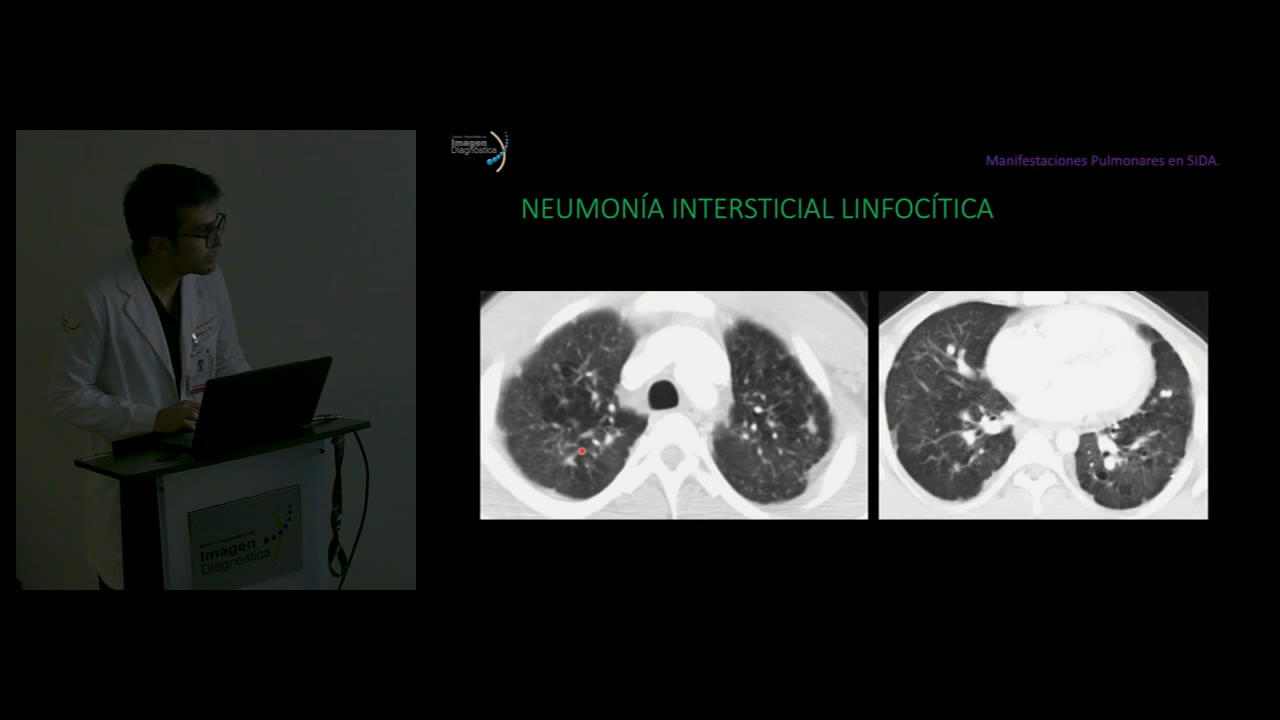 Imagen
Diagnóstica
Manifestaciones Pulmonares en SIDA.
NEUMONÍA INTERSTICIAL LINFOCÍTICA
Imagen
Diagnóstica